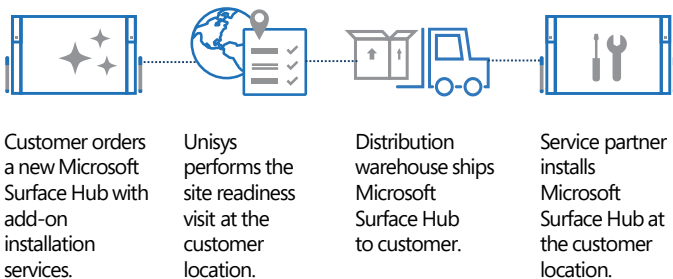 Customer orders
a new Microsoft
Surface Hub with
add-on
installation
services.
Unisys
performs the
site readiness
visit at the
customer
location.
Distribution
warehouse ships
Microsoft
Surface Hub
to customer.
Service partner
installs
Microsoft
Surface Hub at
the customer
location.